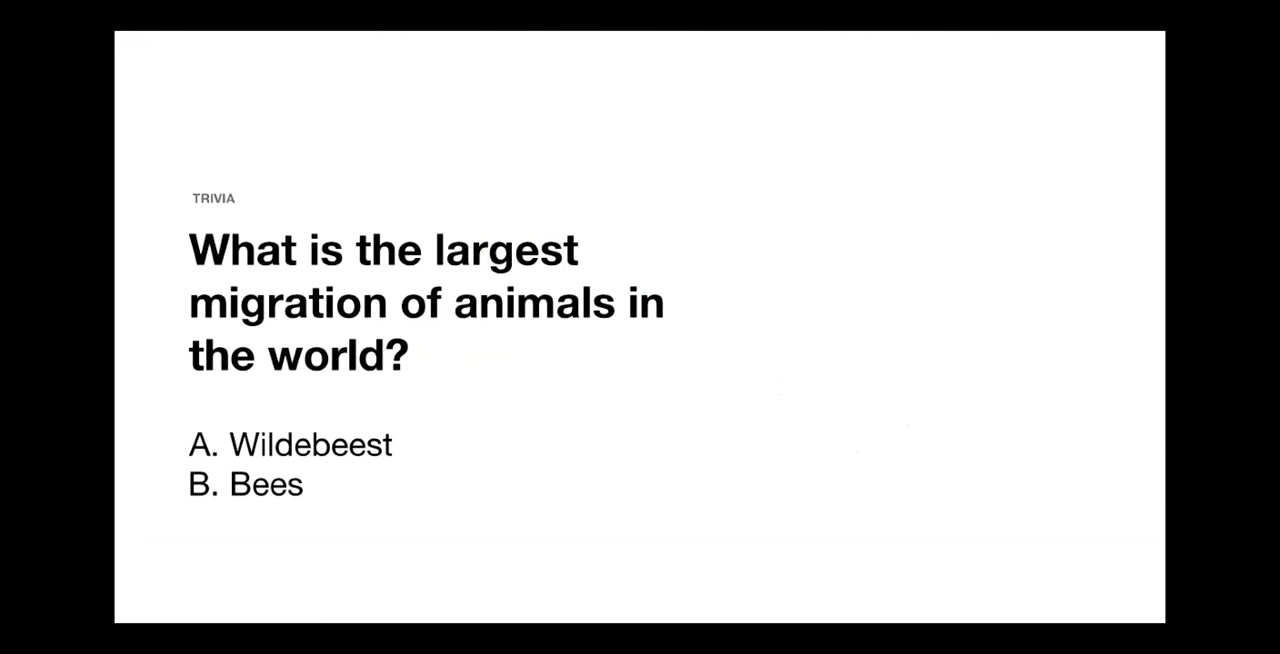 TRIVIA
What is the largest
migration of animals in
the world?
A. Wildebeest
B. Bees